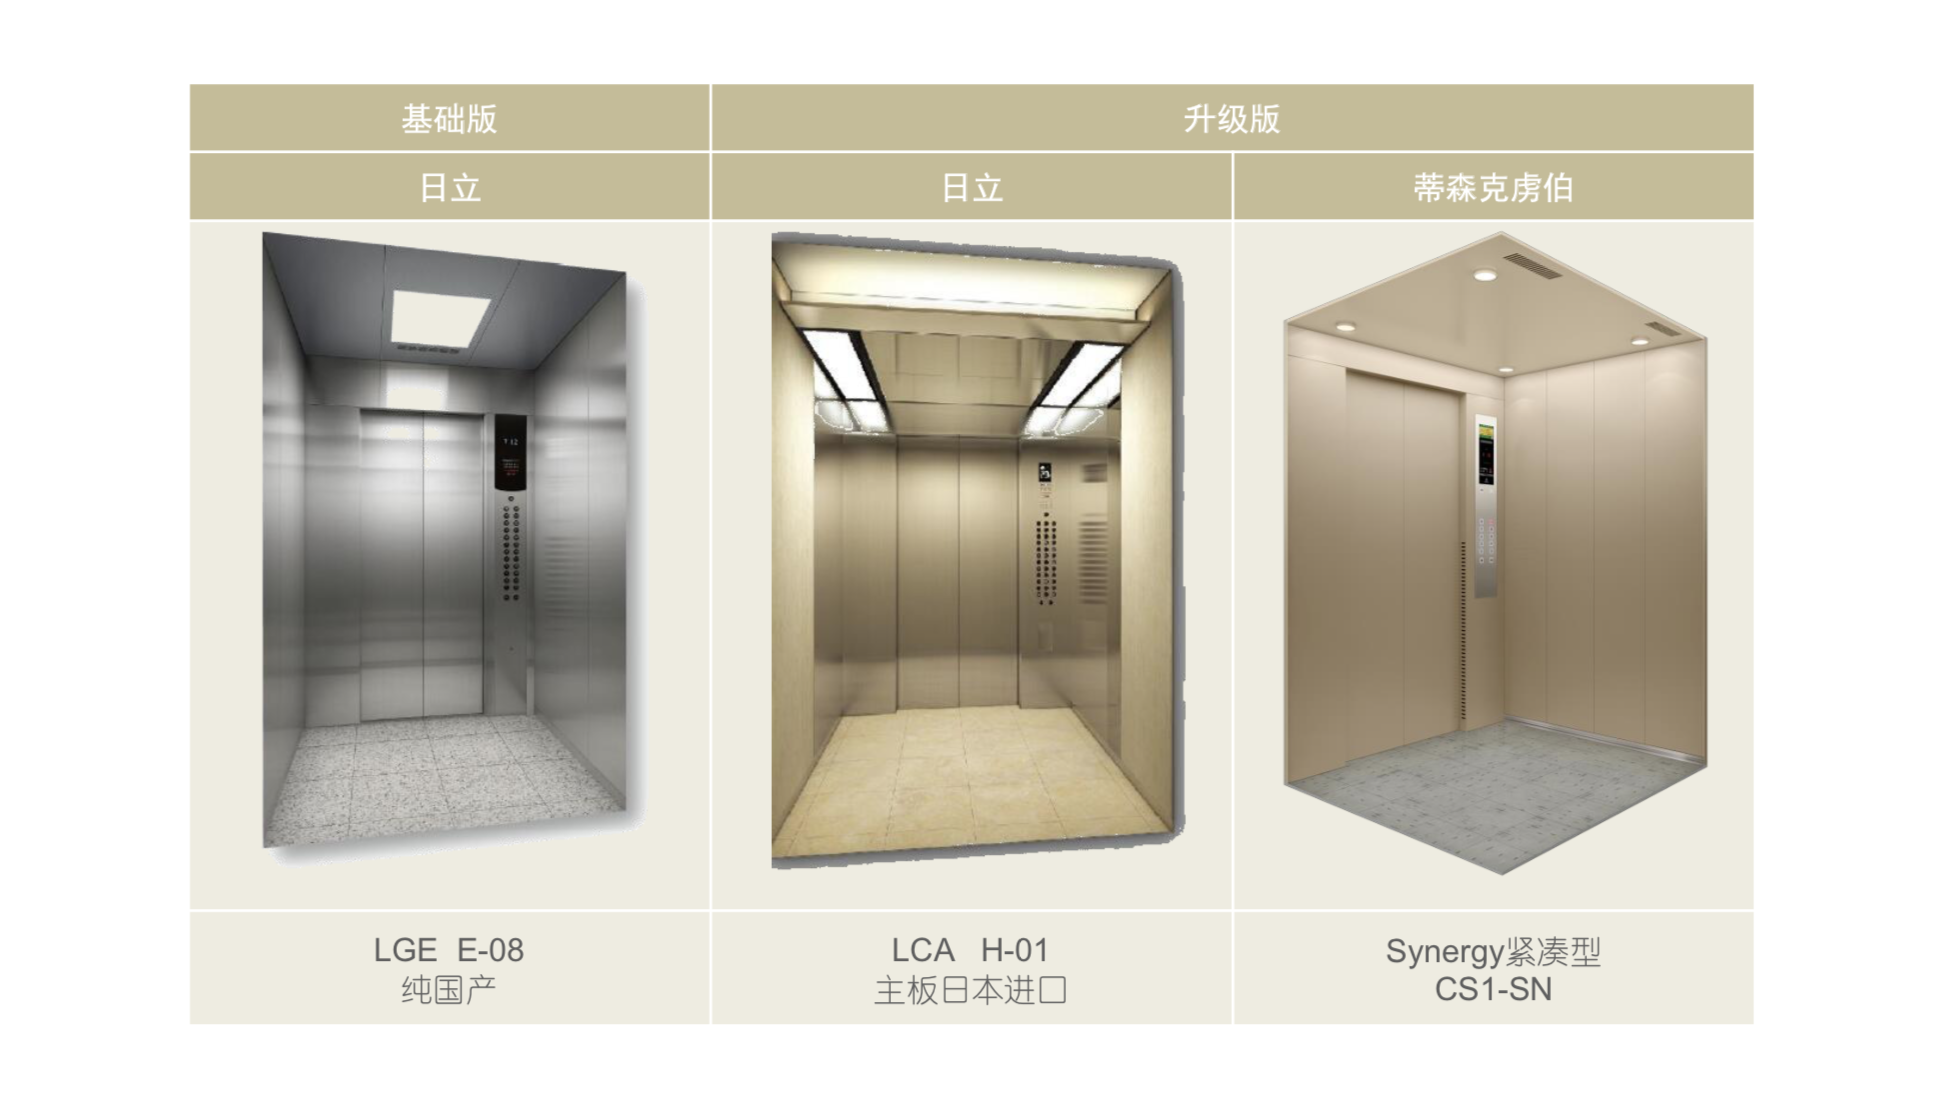 基础版
升级版
日立
日立
蒂森克虏伯
LGE E-08
纯国产
LCA H-01
主板日本进口
Synergy紧凑型
CS1-SN